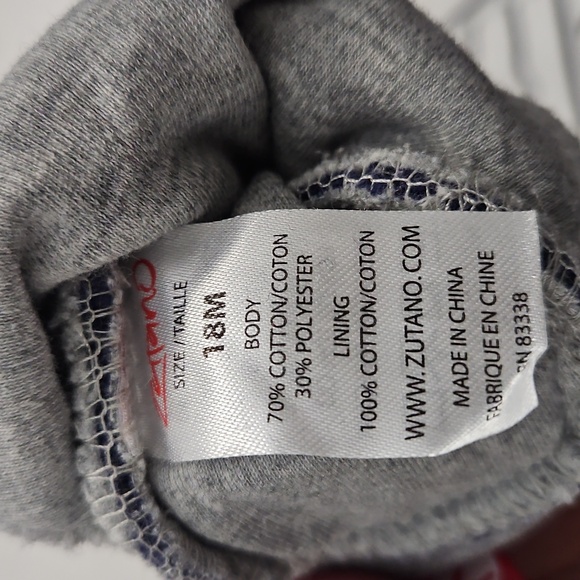 Zutano
SIZE / TAILLE
18M
BODY
70% COTTON/COTON
30% POLYESTER
LINING
100% COTTON/COTON
WWW.ZUTANO.COM
MADE IN CHINA
FABRIQUE EN CHINE
RN 83338